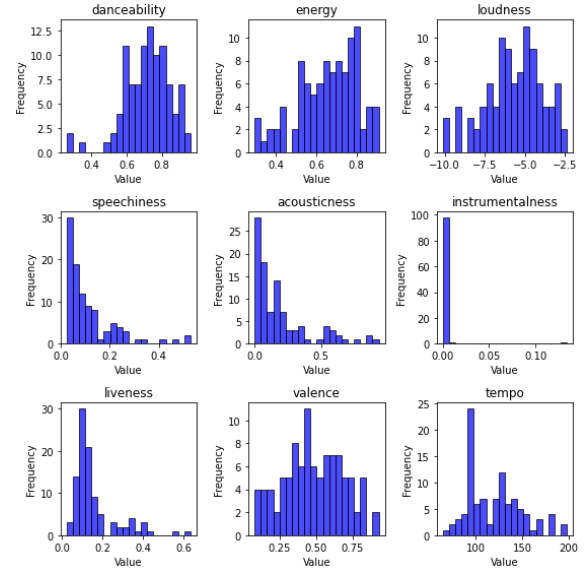 danceability
energy
loudness
Frequency
12.5
10.0
7.5
5.0
2.5
0.0
0.4 0.6 0.8
Value
Frequency
10
8
6
4
2
0
0.4 0.6 0.8
Value
Frequency
10
8
6
4
2
0
−10.0 −7.5 −5.0 −2.5
Value
speechiness
acousticness
instrumentalness
Frequency
30
20
10
0
0.0 0.2 0.4
Value
Frequency
25
20
15
10
5
0
0.0 0.5
Value
Frequency
100
80
60
40
20
0
0.00 0.05 0.10
Value
liveness
valence
tempo
Frequency
30
20
10
0
0.0 0.2 0.4 0.6
Value
Frequency
10
8
6
4
2
0
0.25 0.50 0.75
Value
Frequency
25
20
15
10
5
0
100 150 200
Value